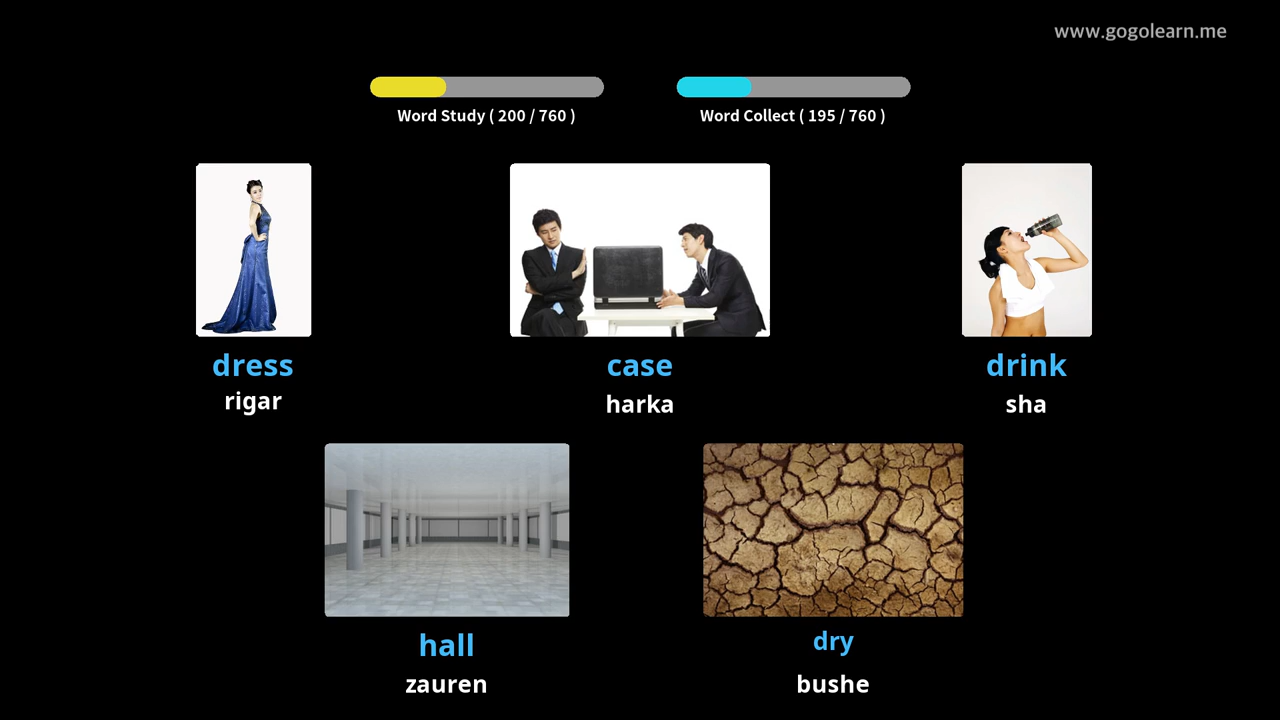 www.gogolearn.me
Word Study ( 200 / 760 )
Word Collect ( 195 / 760 )
dress
rigar
case
harka
drink
sha
hall
zauren
dry
bushe